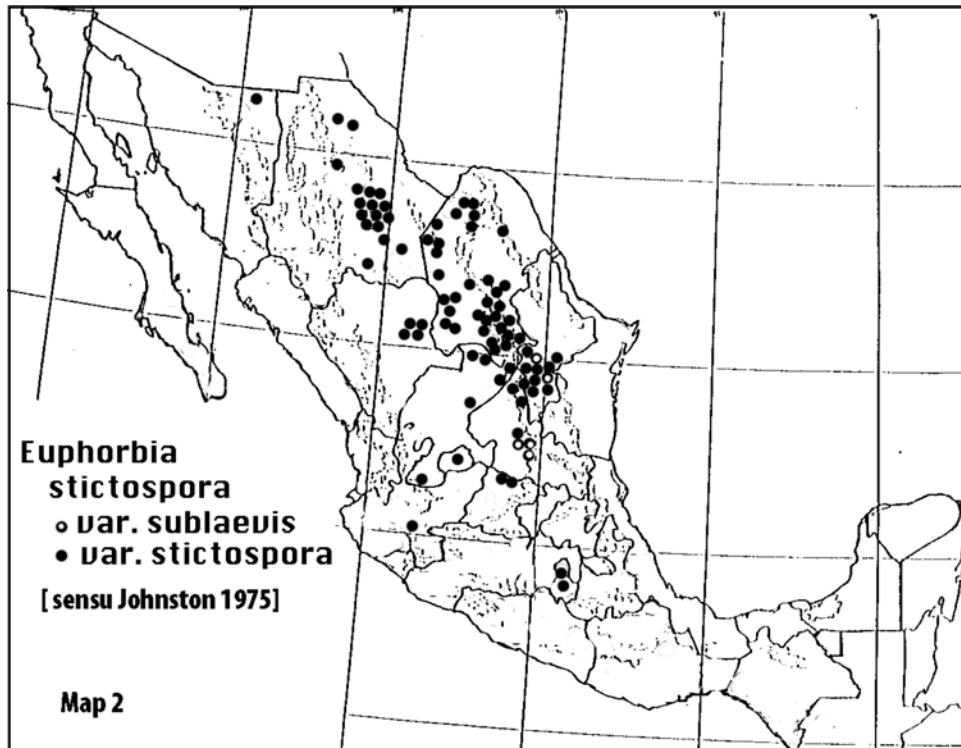 Euphorbia
stictospora
var. sublaevis
var. stictospora
[ sensu Johnston 1975]
Map 2